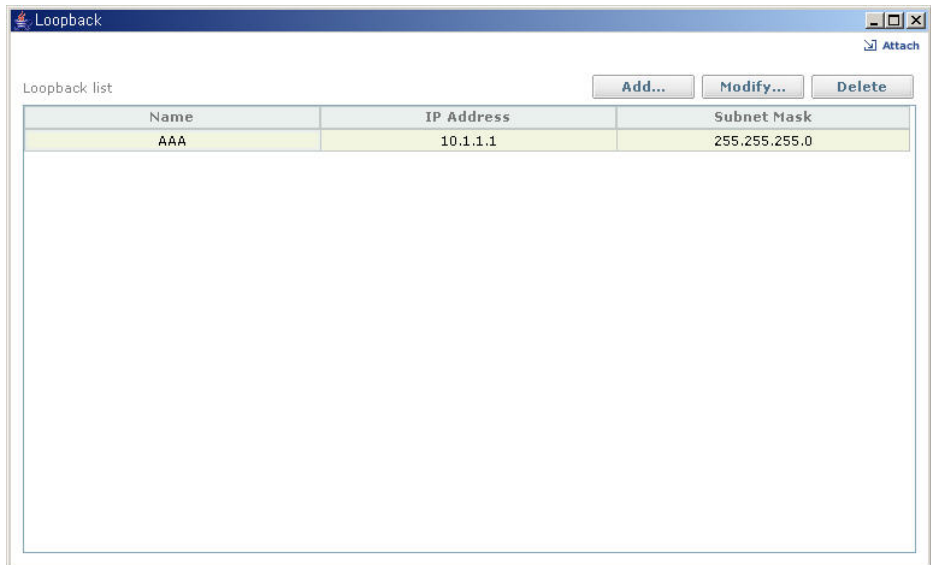 Loopback
Attach
Loopback list
Add... Modify... Delete
Name IP Address Subnet Mask
AAA 10.1.1.1 255.255.255.0